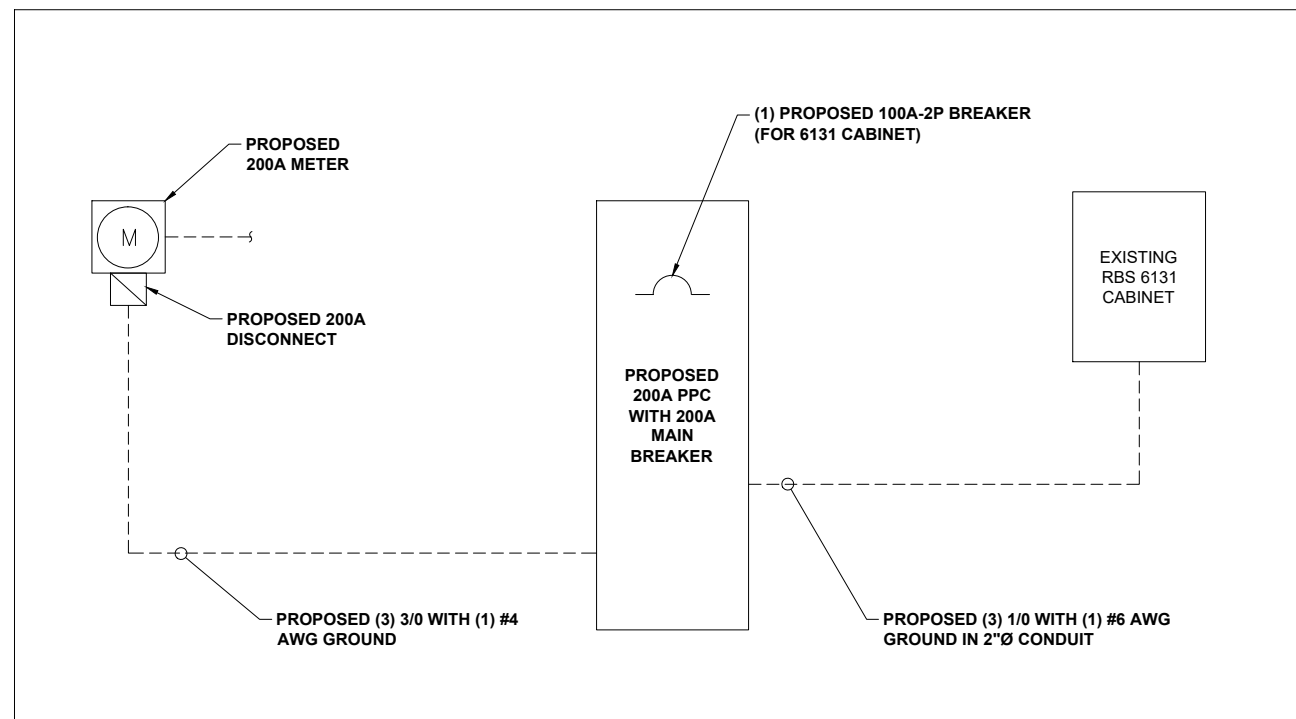 PROPOSED
200A METER
M
PROPOSED 200A
DISCONNECT
(1) PROPOSED 100A-2P BREAKER
(FOR 6131 CABINET)
PROPOSED
200A PPC
WITH 200A
MAIN
BREAKER
EXISTING
RBS 6131
CABINET
PROPOSED (3) 3/0 WITH (1) #4
AWG GROUND
PROPOSED (3) 1/0 WITH (1) #6 AWG
GROUND IN 2"Ø CONDUIT